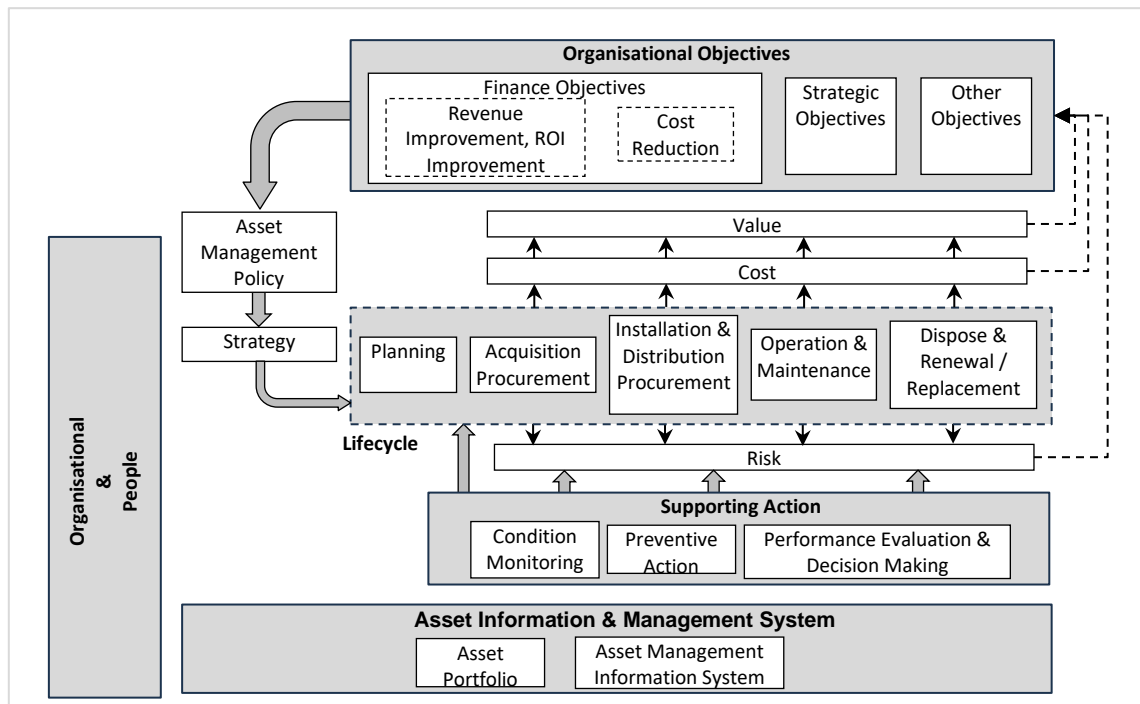 Organisational Objectives
Finance Objectives
Revenue
Improvement, ROI
Improvement
Cost
Reduction
Strategic
Objectives
Other
Objectives
Asset
Management
Policy
Value
Cost
Strategy
Planning
Acquisition
Procurement
Installation &
Distribution
Procurement
Operation &
Maintenance
Dispose &
Renewal /
Replacement
Lifecycle
Risk
Organisational
&
People
Supporting Action
Condition
Monitoring
Preventive
Action
Performance Evaluation &
Decision Making
Asset Information & Management System
Asset
Portfolio
Asset Management
Information System